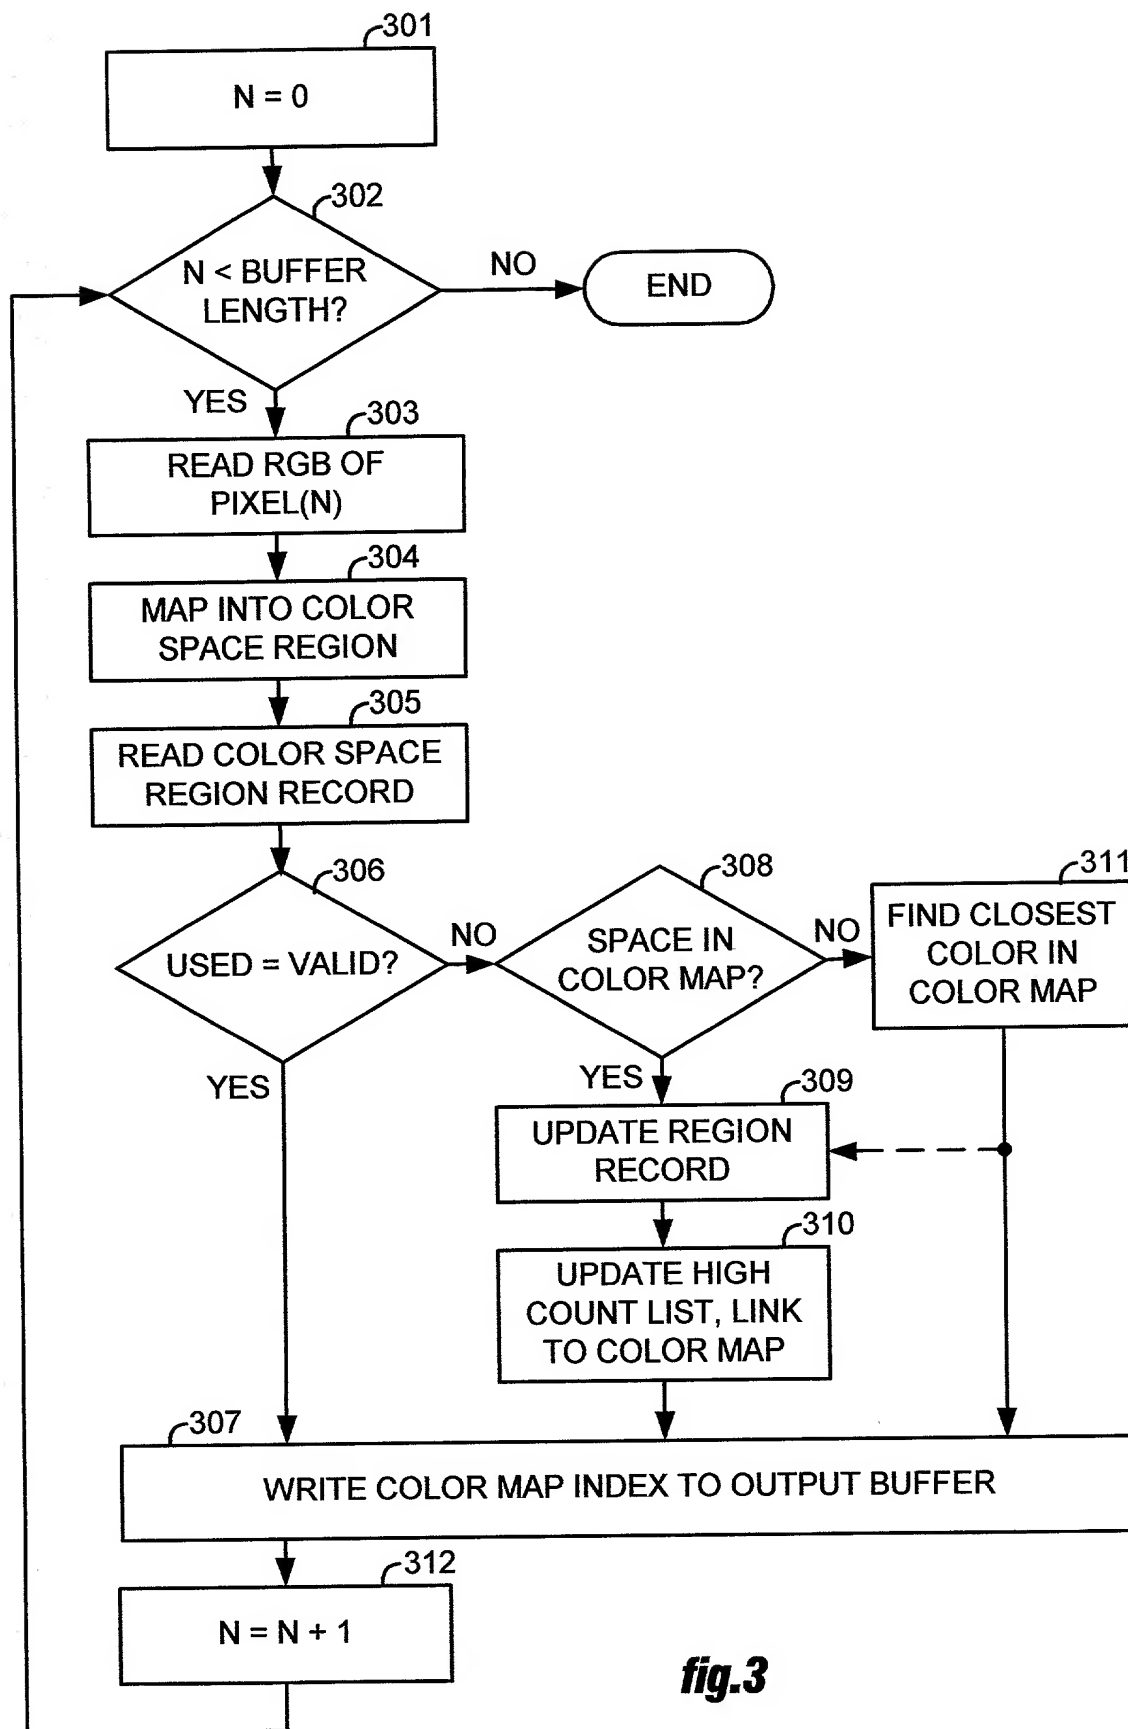 301
N = 0
302
N < BUFFER
LENGTH?
NO
END
YES
303
READ RGB OF
PIXEL(N)
304
MAP INTO COLOR
SPACE REGION
305
READ COLOR SPACE
REGION RECORD
306
USED = VALID?
NO
308
SPACE IN
COLOR MAP?
NO
311
FIND CLOSEST
COLOR IN
COLOR MAP
YES
YES
309
UPDATE REGION
RECORD
310
UPDATE HIGH
COUNT LIST, LINK
TO COLOR MAP
307
WRITE COLOR MAP INDEX TO OUTPUT BUFFER
312
N = N + 1
fig.3